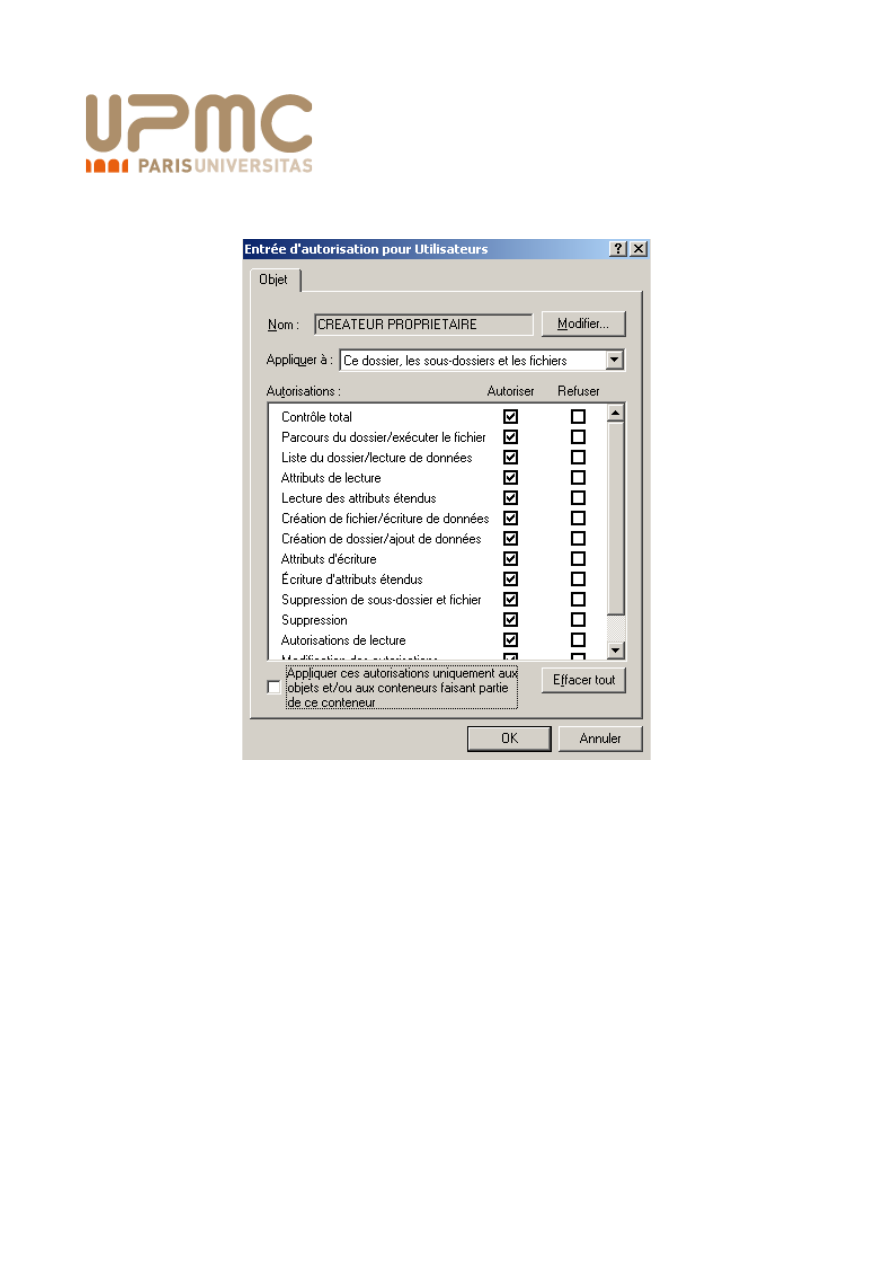 UPMC
PARISUNIVERSITAS
Entrée d'autorisation pour Utilisateurs
Objet
Nom : CREATEUR PROPRIETAIRE Modifier...
Appliquer à : Ce dossier, les sous-dossiers et les fichiers
Autorisations : Autoriser Refuser
Contrôle total
Parcours du dossier/exécuter le fichier
Liste du dossier/lecture de données
Attributs de lecture
Lecture des attributs étendus
Création de fichier/écriture de données
Création de dossier/ajout de données
Attributs d'écriture
Écriture d'attributs étendus
Suppression de sous-dossier et fichier
Suppression
Autorisations de lecture
Modification des autorisations
Appliquer ces autorisations uniquement aux
objets et/ou aux conteneurs faisant partie
de ce conteneur
Effacer tout
OK Annuler